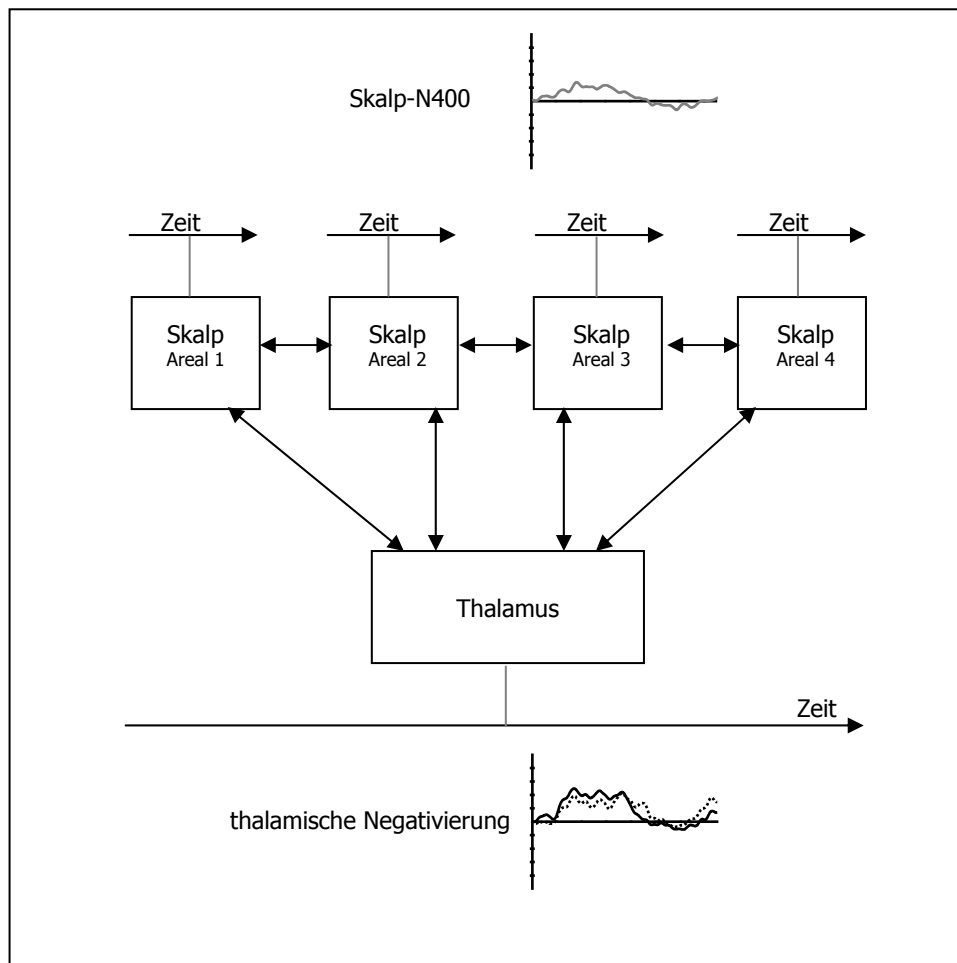 Skalp-N400
Zeit Zeit Zeit Zeit
Skalp Skalp Skalp Skalp
Areal 1 Areal 2 Areal 3 Areal 4
Thalamus
Zeit
thalamische Negativierung